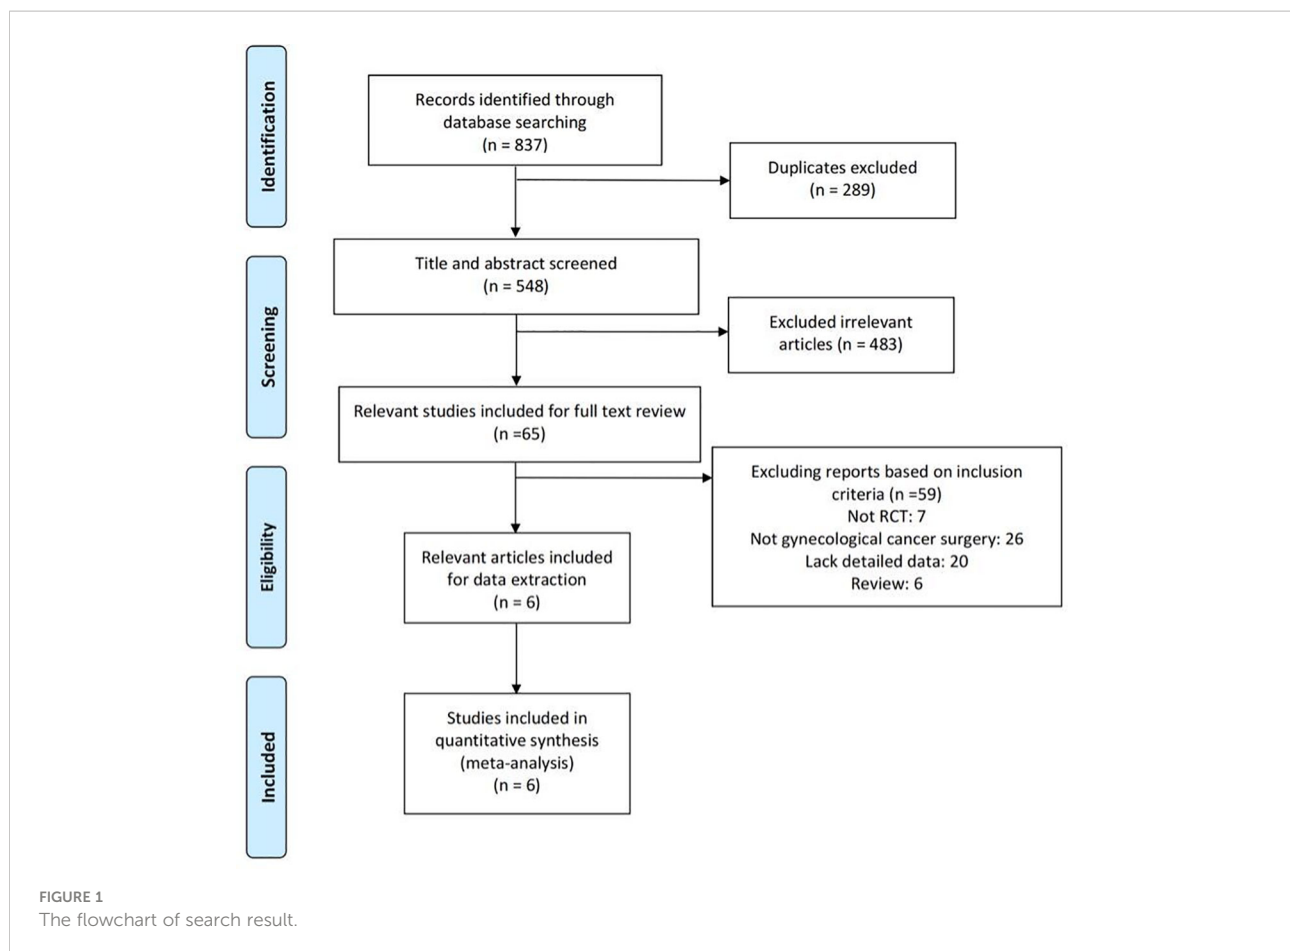 Identification
Records identified through
database searching
(n = 837)
Duplicates excluded
(n = 289)
Screening
Title and abstract screened
(n = 548)
Excluded irrelevant
articles (n = 483)
Relevant studies included for full text review
(n =65)
Eligibility
Excluding reports based on inclusion
criteria (n =59)
Not RCT: 7
Not gynecological cancer surgery: 26
Lack detailed data: 20
Review: 6
Relevant articles included
for data extraction
(n = 6)
Included
Studies included in
quantitative synthesis
(meta-analysis)
(n = 6)
FIGURE 1
The flowchart of search result.